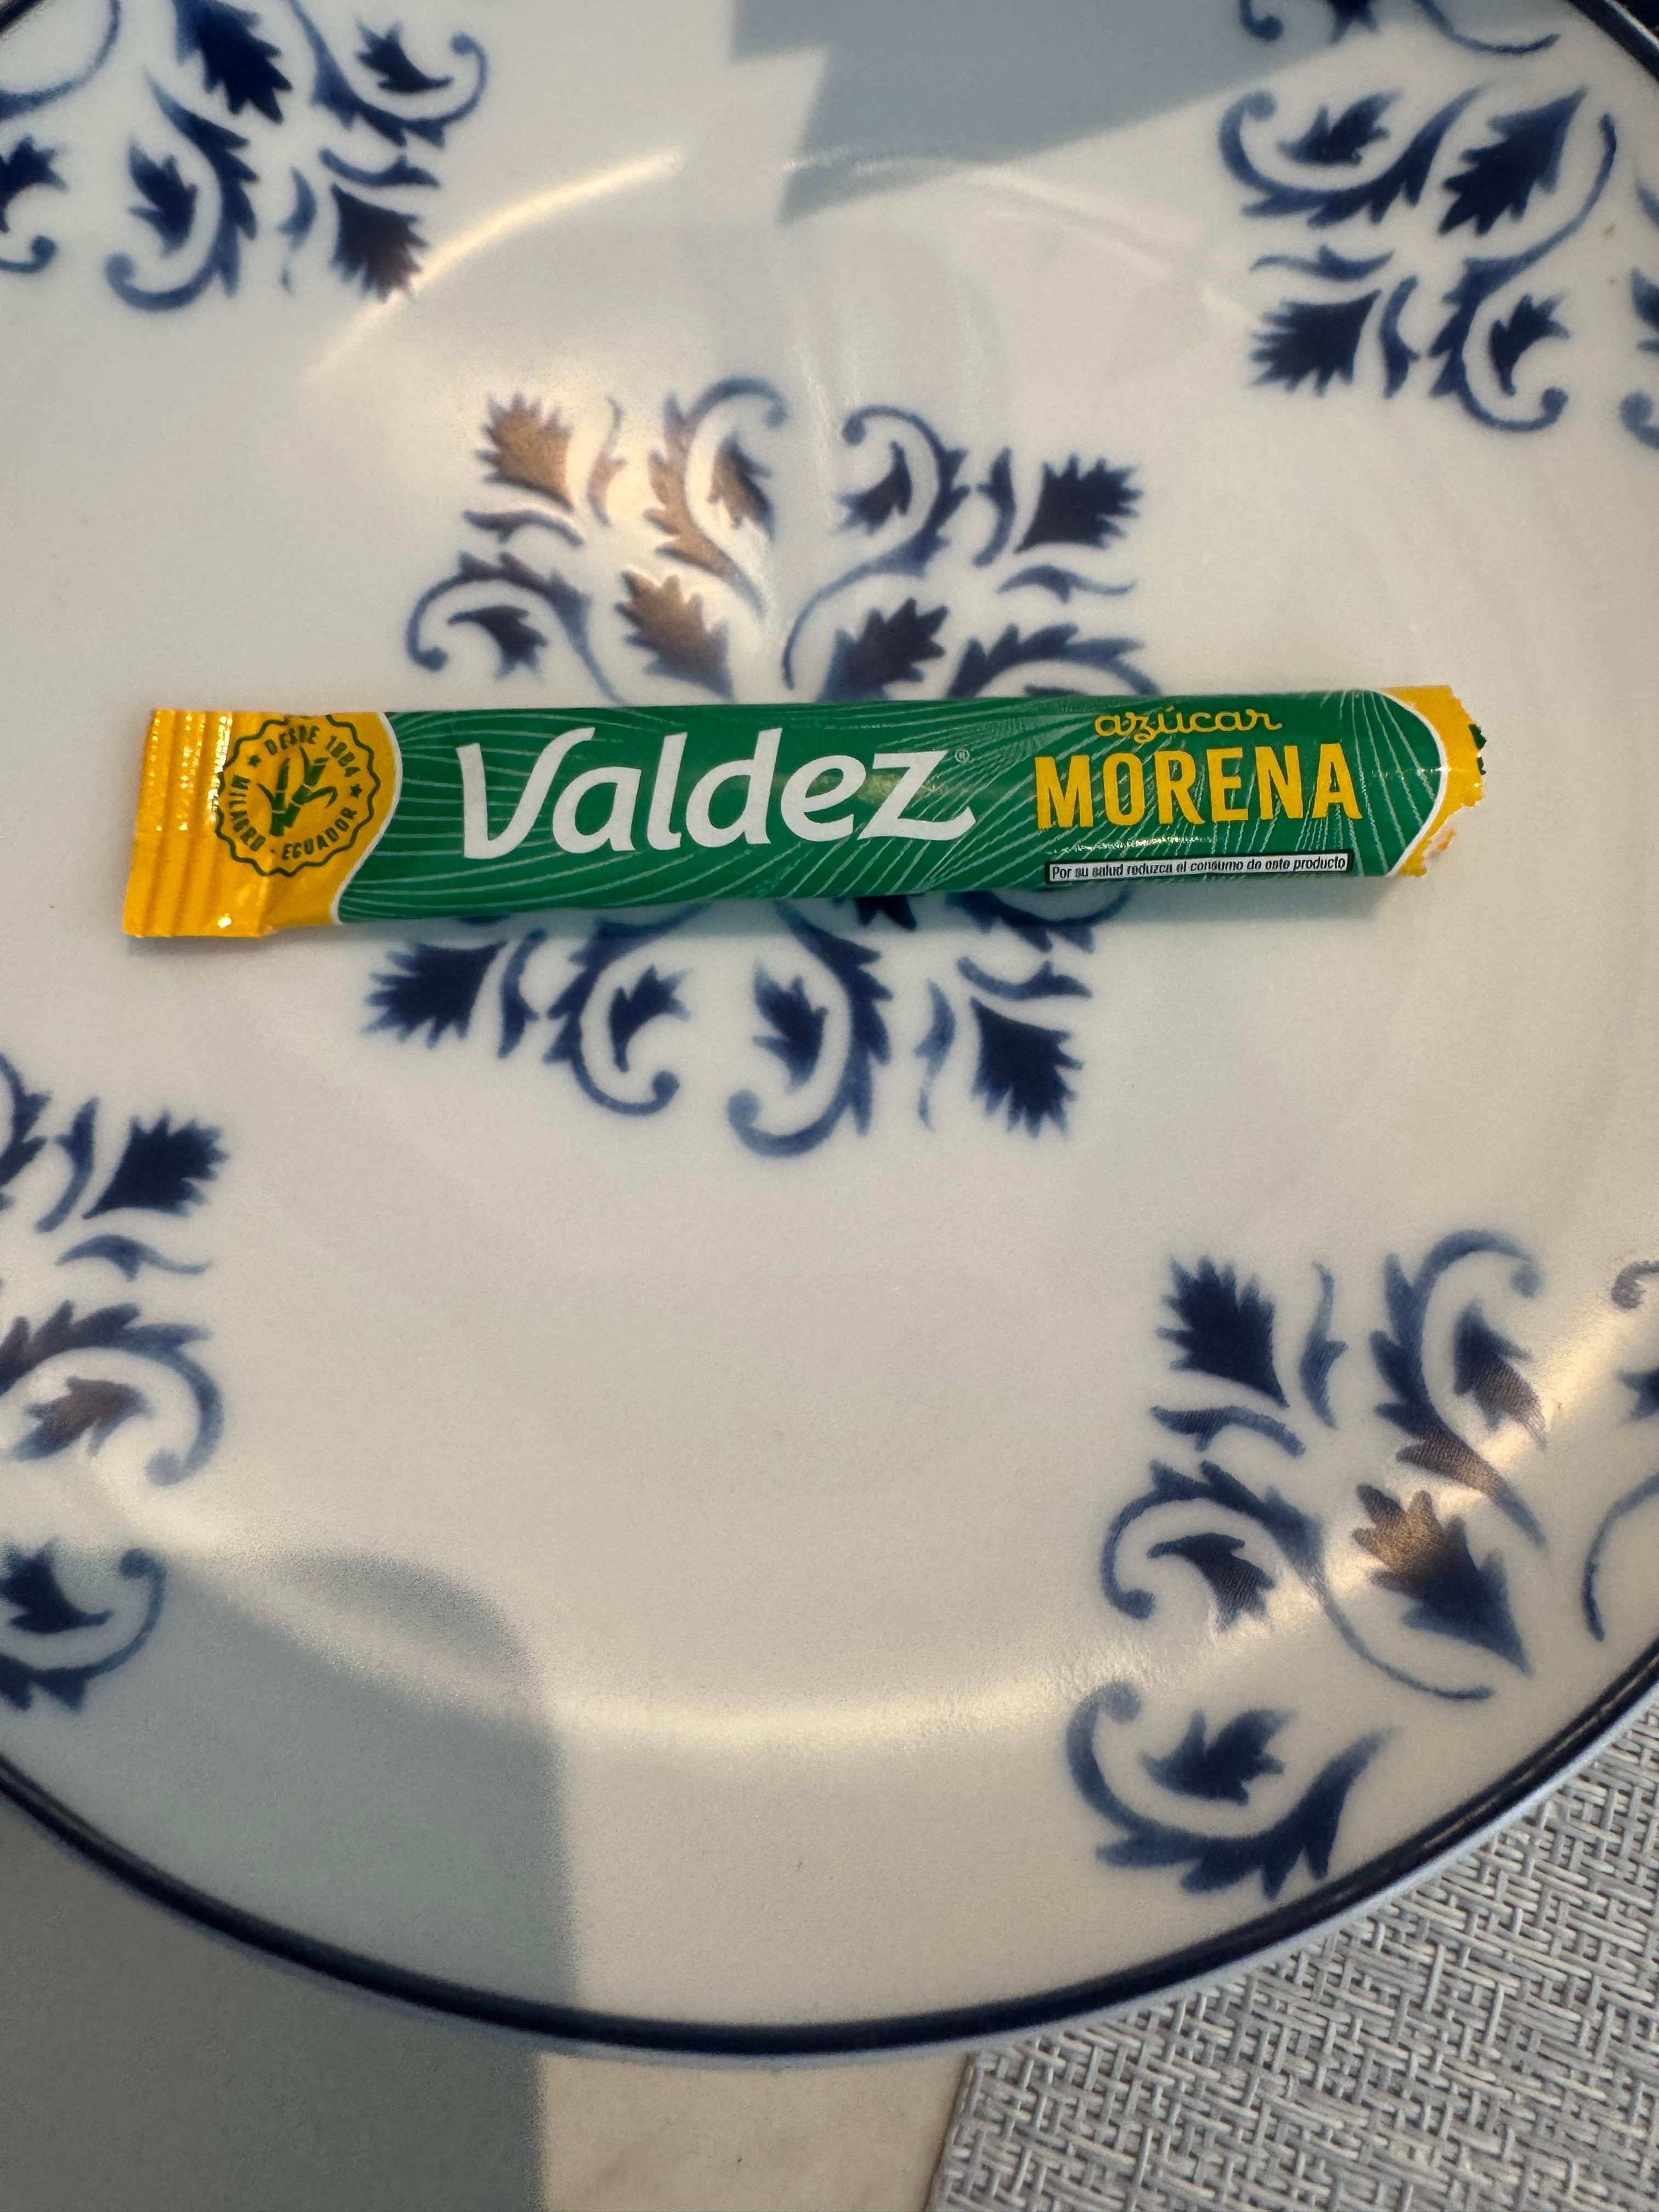 DESDE 1884
MILAGRO - ECUADOR
Valdez®
azúcar
MORENA
Por su salud reduzca el consumo de este producto